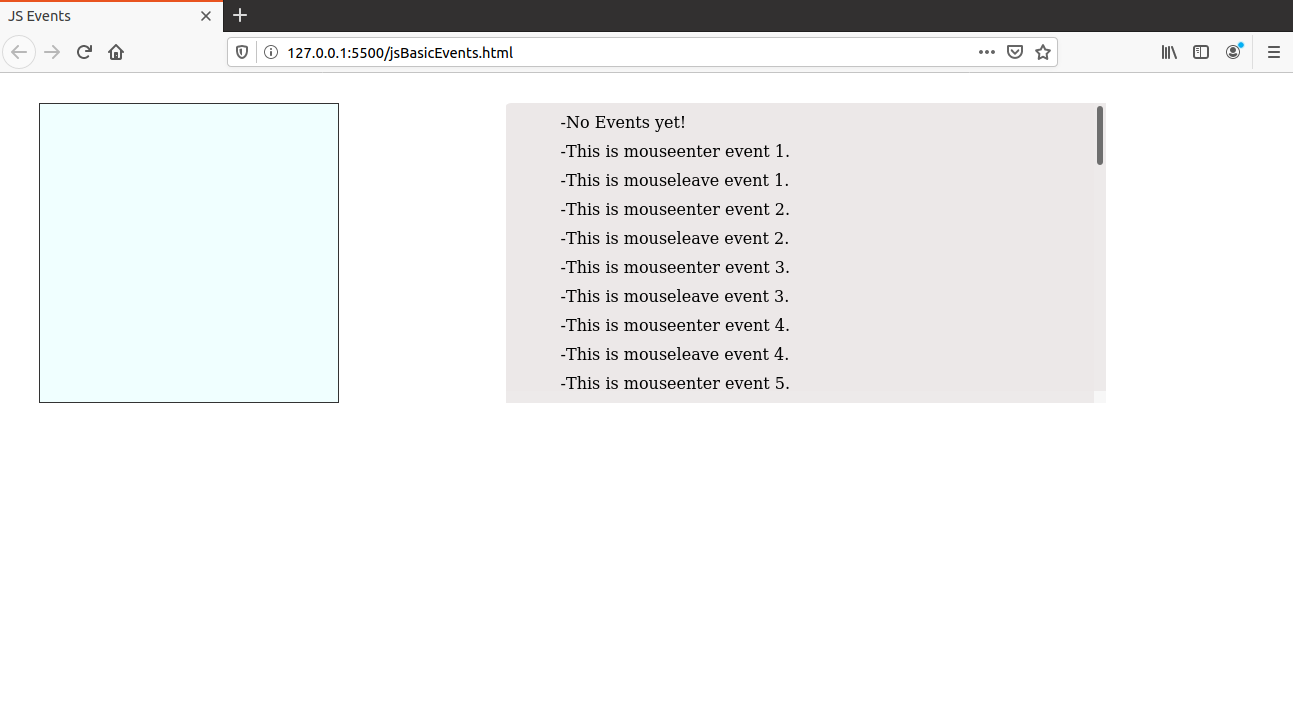 JS Events
127.0.0.1:5500/jsBasicEvents.html
-No Events yet!
-This is mouseenter event 1.
-This is mouseleave event 1.
-This is mouseenter event 2.
-This is mouseleave event 2.
-This is mouseenter event 3.
-This is mouseleave event 3.
-This is mouseenter event 4.
-This is mouseleave event 4.
-This is mouseenter event 5.